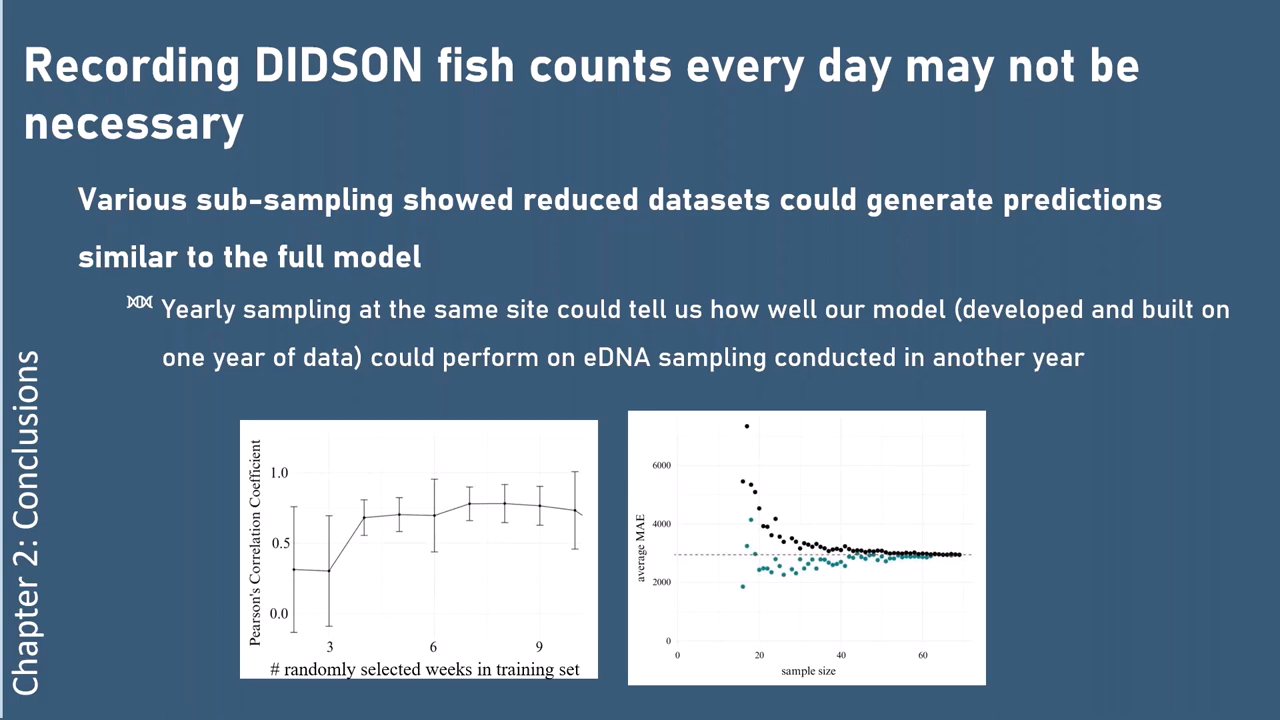 Recording DIDSON fish counts every day may not be
necessary
Various sub-sampling showed reduced datasets could generate predictions
similar to the full model
Yearly sampling at the same site could tell us how well our model (developed and built on
one year of data) could perform on eDNA sampling conducted in another year
Chapter 2: Conclusions
Pearson's Correlation Coefficient
1.0
0.5
0.0
3 6 9
# randomly selected weeks in training set
average MAE
6000
4000
2000
0
0 20 40 60
sample size